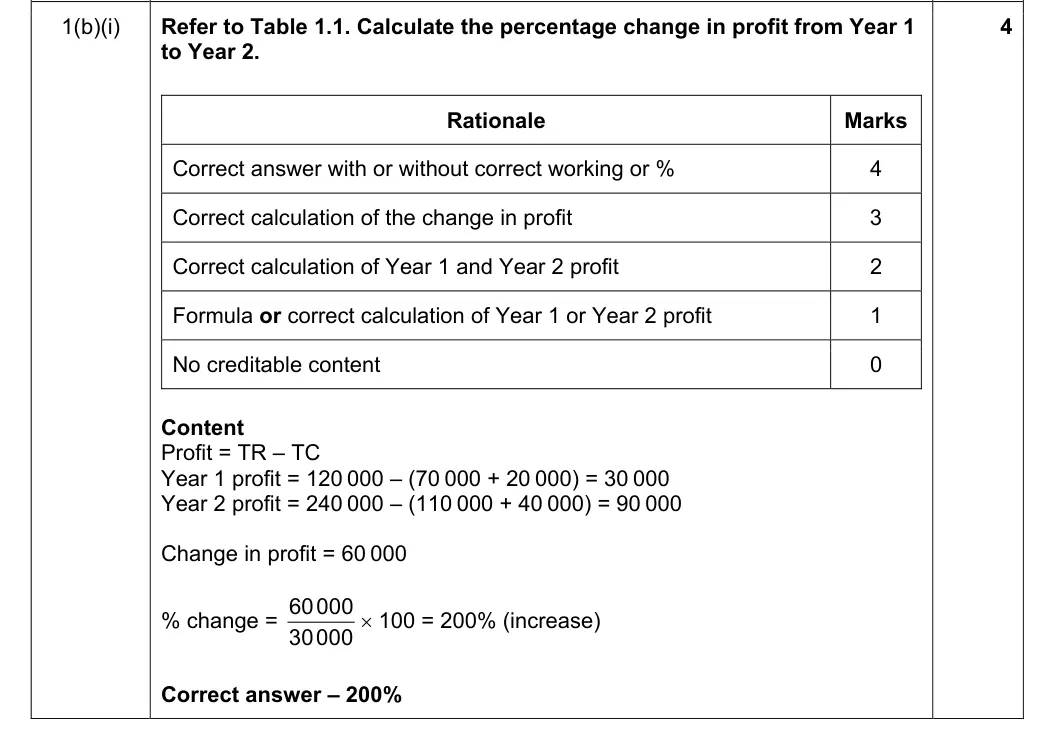 1(b)(i) Refer to Table 1.1. Calculate the percentage change in profit from Year 1 4
to Year 2.
Rationale Marks
Correct answer with or without correct working or % 4
Correct calculation of the change in profit 3
Correct calculation of Year 1 and Year 2 profit 2
Formula or correct calculation of Year 1 or Year 2 profit 1
No creditable content 0
Content
Profit = TR – TC
Year 1 profit = 120 000 – (70 000 + 20 000) = 30 000
Year 2 profit = 240 000 – (110 000 + 40 000) = 90 000
Change in profit = 60 000
% change = 60 000 / 30 000 × 100 = 200% (increase)
Correct answer – 200%